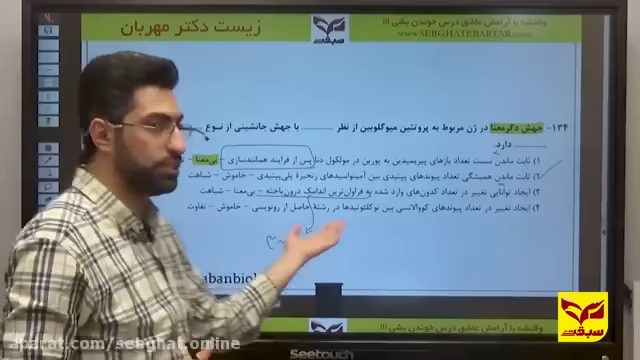 وقتشه با آرامش عاشق درس خوندن بشی !!!
زیست دکتر مهربان
www.SEBGHATEBARTAR.COM
سبقت
۱۳۴- جهش دگرمعنا در ژن مربوط به پروتئین میوگلوبین از نظر .......... با جهش جانشینی از نوع
دارد.
۱) ثابت ماندن نسبت تعداد بازهای پیریمیدین به پورین در مولکول دنا پس از فرایند همانندسازی - بی‌معنا -
۲) ثابت ماندن همیشگی تعداد پیوندهای پپتیدی بین آمینواسیدهای زنجیرهٔ پلی‌پپتیدی - خاموش - شباهت
۳) ایجاد توانایی تغییر در تعداد کدون‌های وارد شده به فراوان‌ترین اندامک درون‌یاخته - بی‌معنا - شباهت
۴) ایجاد تغییر در تعداد پیوندهای کووالانسی بین نوکلئوتیدها در رشتهٔ حاصل از رونویسی - خاموش - تفاوت
abanbiol
سبقت
aparat.com/sebghat.online
وقتشه با آرامش عاشق درس خوندن بشی !!!
Seetouch